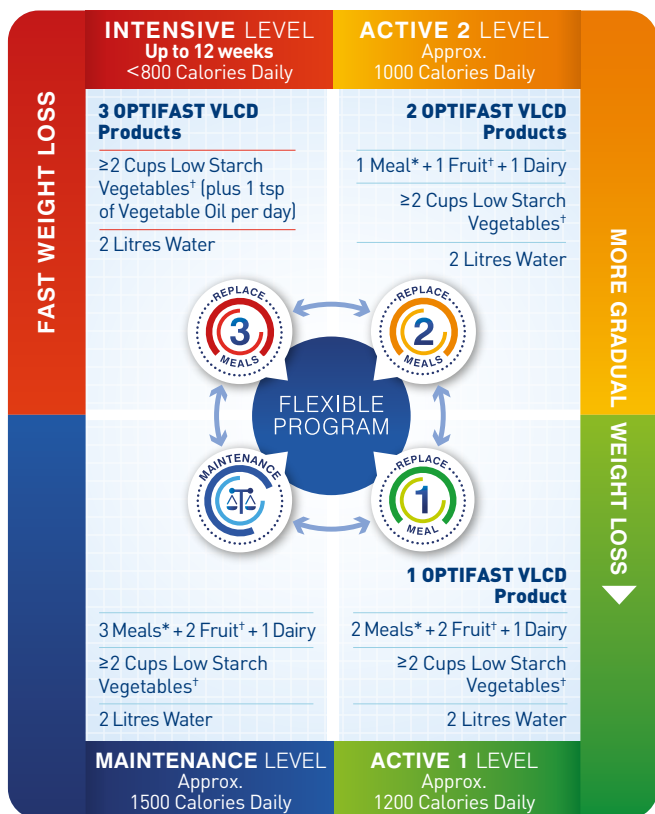 INTENSIVE LEVEL
Up to 12 weeks
<800 Calories Daily
ACTIVE 2 LEVEL
Approx.
1000 Calories Daily
FAST WEIGHT LOSS
3 OPTIFAST VLCD
Products
≥2 Cups Low Starch
Vegetables† (plus 1 tsp
of Vegetable Oil per day)
2 Litres Water
2 OPTIFAST VLCD
Products
1 Meal* + 1 Fruit† + 1 Dairy
≥2 Cups Low Starch
Vegetables†
2 Litres Water
MORE GRADUAL WEIGHT LOSS
REPLACE
3
MEALS
REPLACE
2
MEALS
FLEXIBLE
PROGRAM
MAINTENANCE
REPLACE
1
MEAL
3 Meals* + 2 Fruit† + 1 Dairy
≥2 Cups Low Starch
Vegetables†
2 Litres Water
1 OPTIFAST VLCD
Product
2 Meals* + 2 Fruit† + 1 Dairy
≥2 Cups Low Starch
Vegetables†
2 Litres Water
MAINTENANCE LEVEL
Approx.
1500 Calories Daily
ACTIVE 1 LEVEL
Approx.
1200 Calories Daily